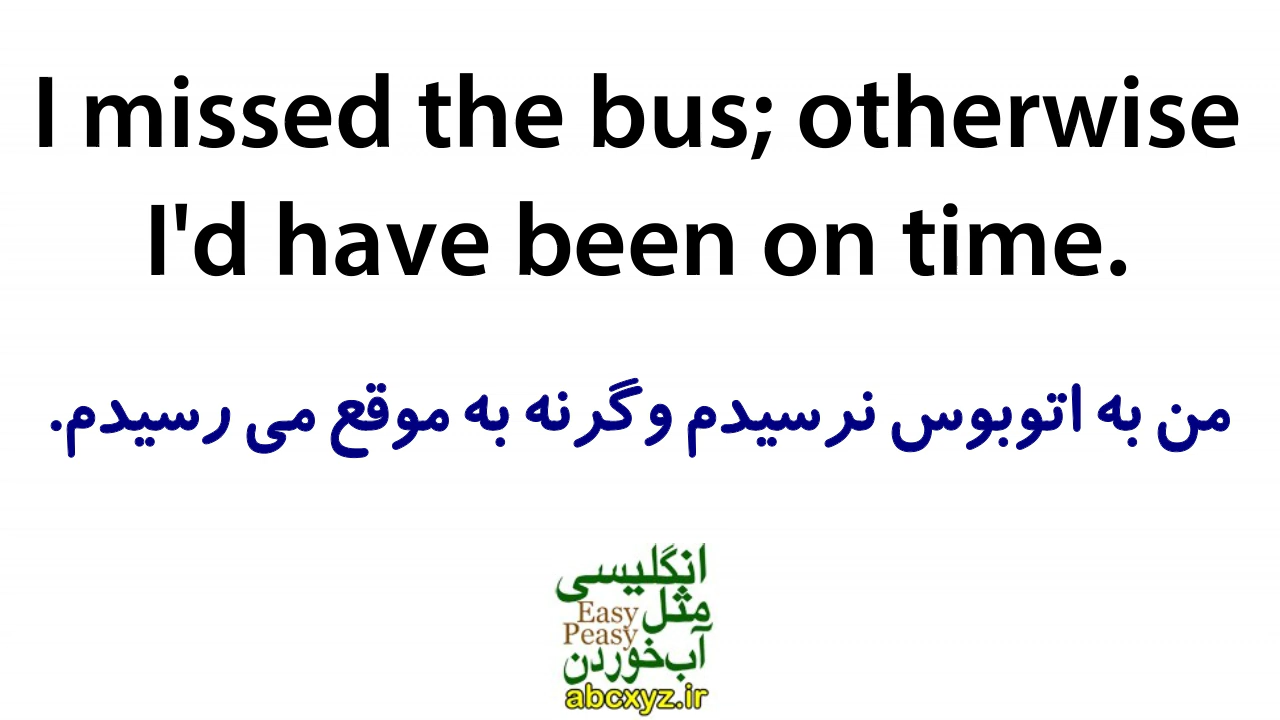 I missed the bus; otherwise
I'd have been on time.
من به اتوبوس نرسیدم وگرنه به موقع می رسیدم.
انگلیسی
مثل
Easy
Peasy
آب‌خوردن
abcxyz.ir